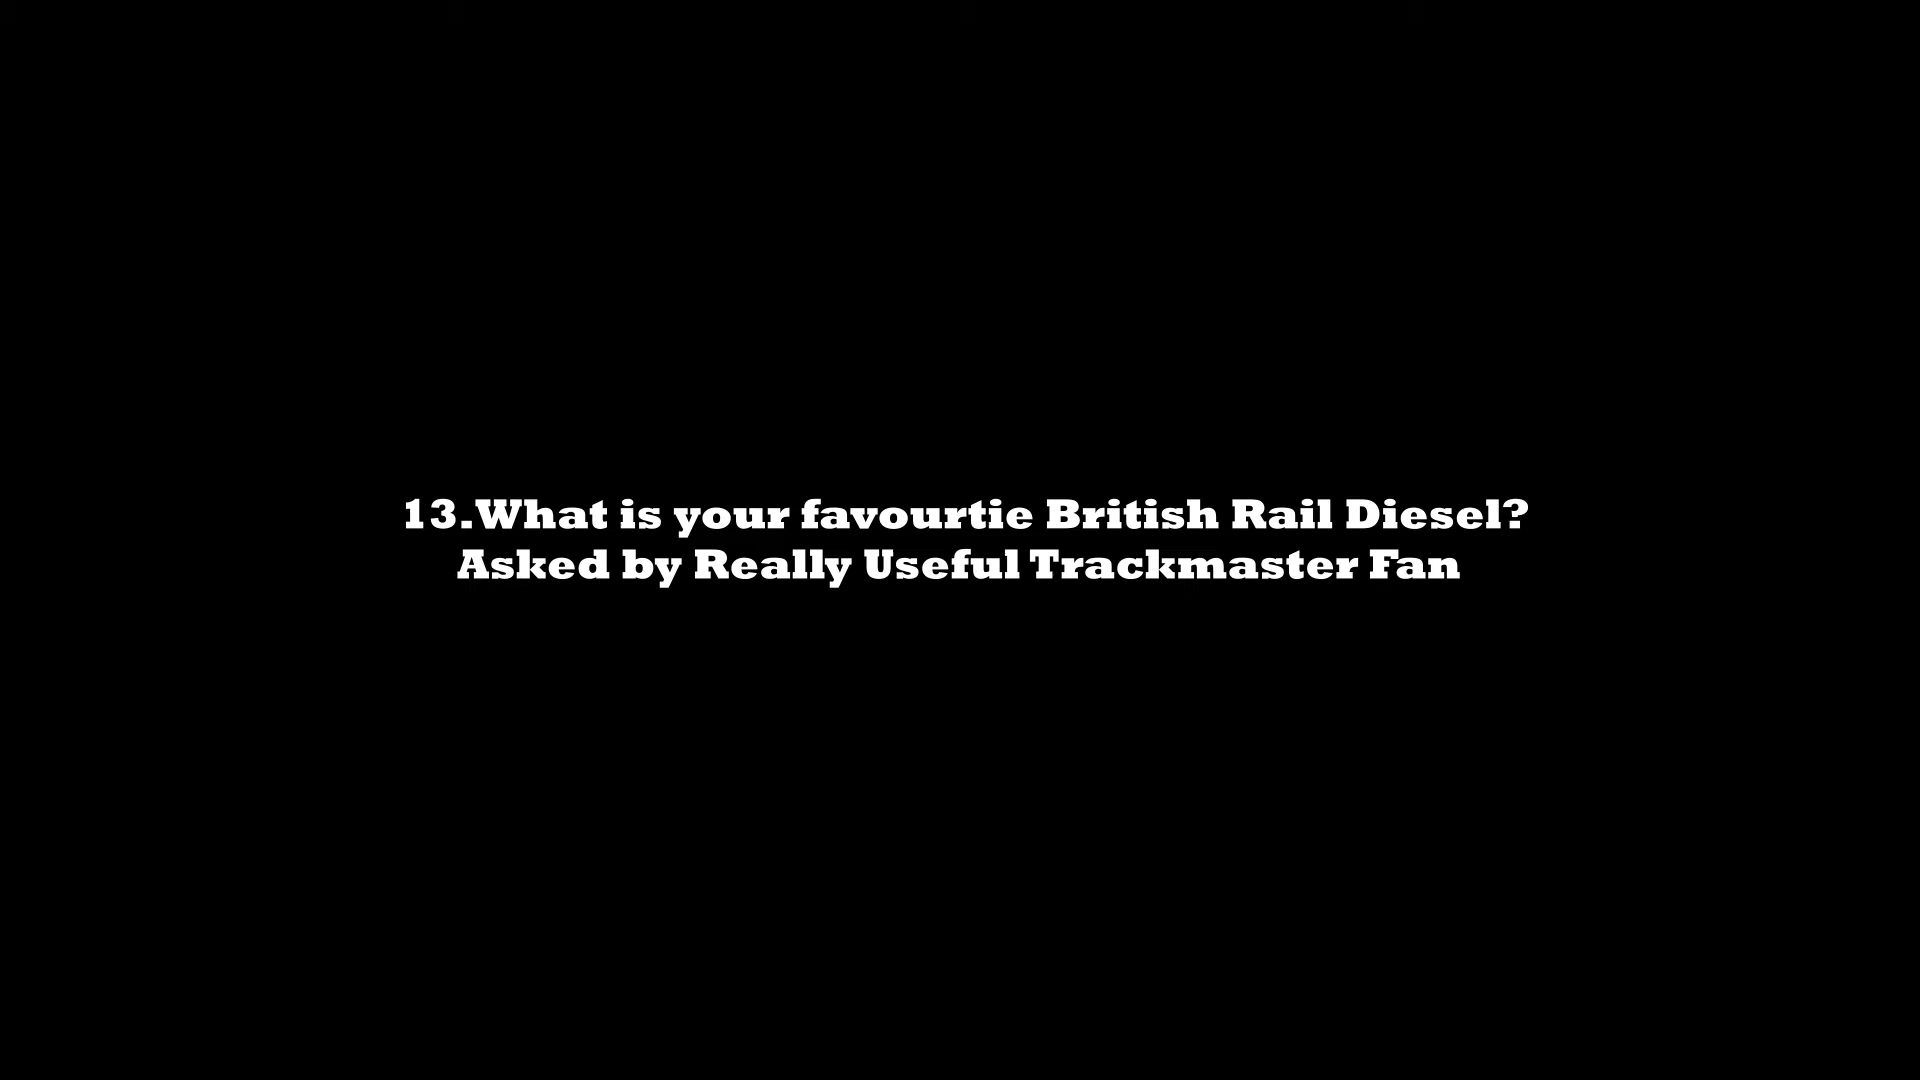 13.What is your favourtie British Rail Diesel?
Asked by Really Useful Trackmaster Fan